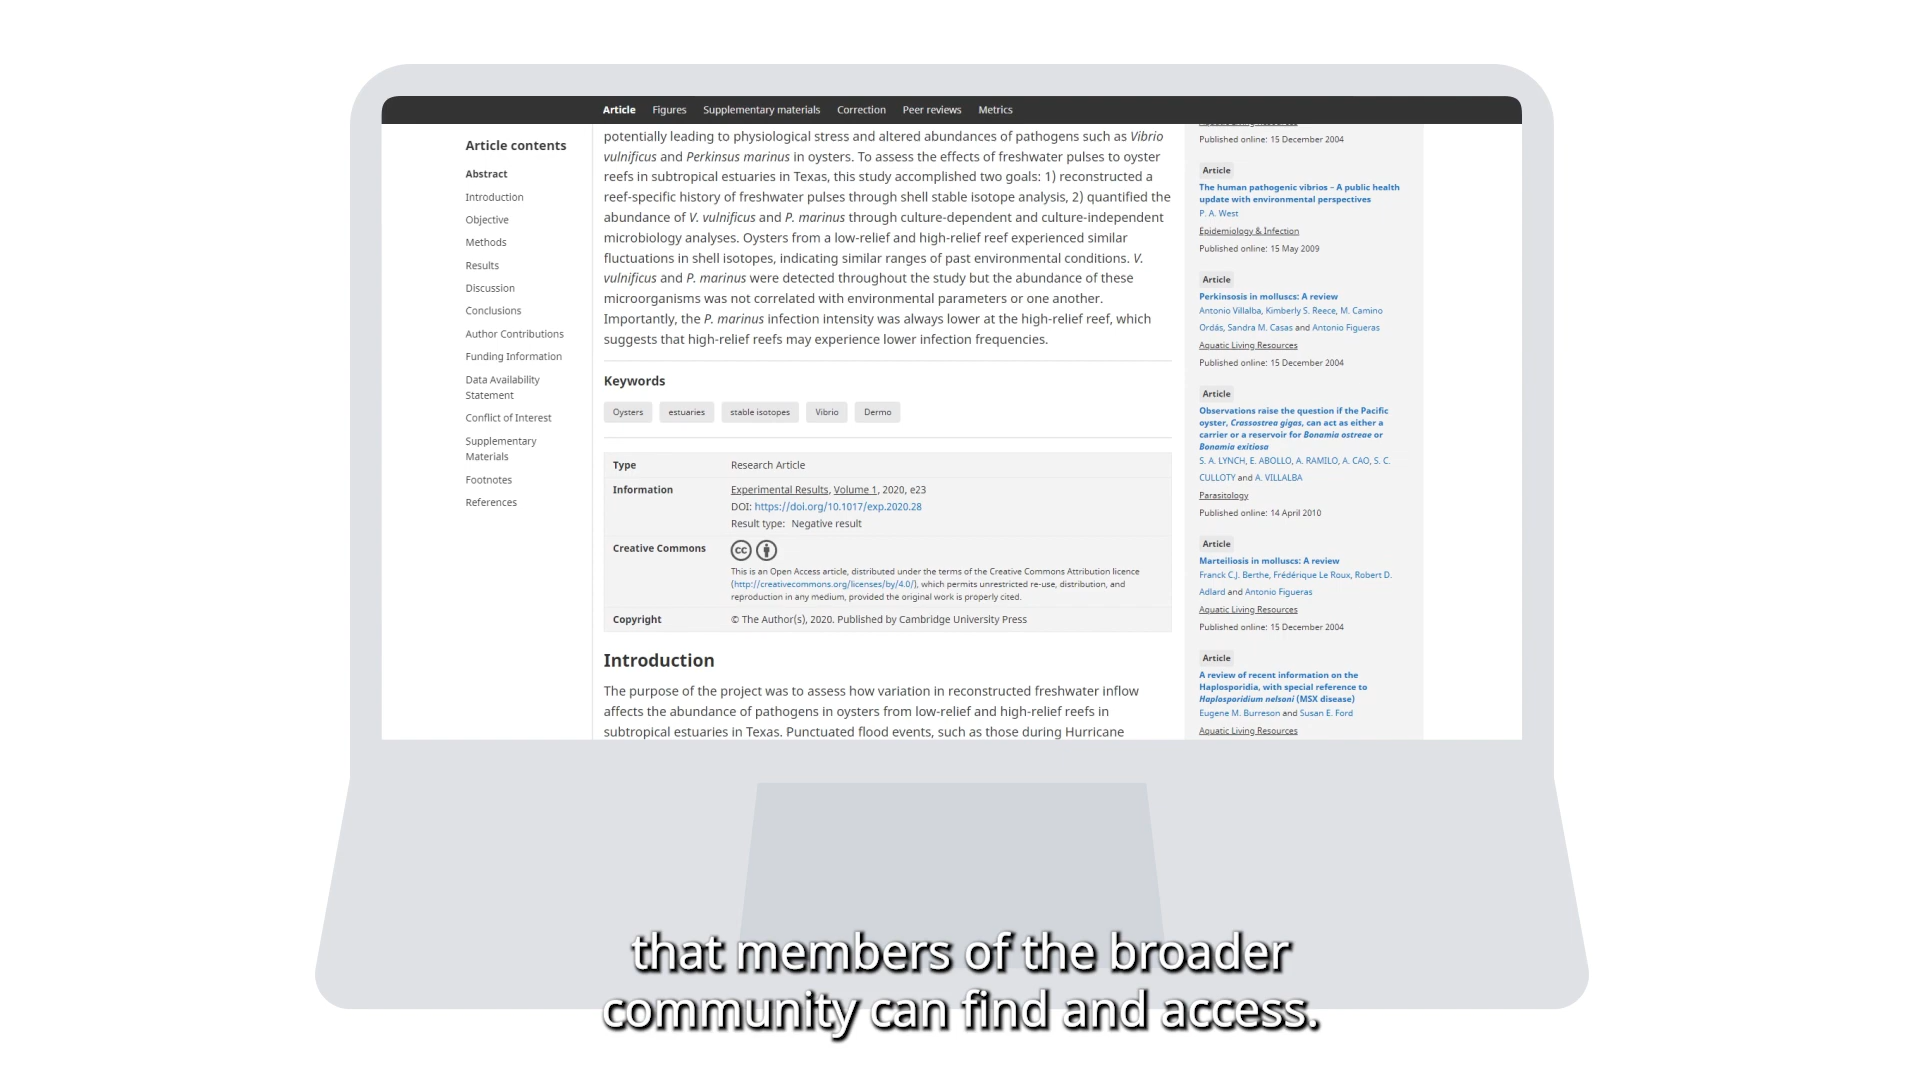 Article Figures Supplementary materials Correction Peer reviews Metrics
Article contents
Abstract
Introduction
Objective
Methods
Results
Discussion
Conclusions
Author Contributions
Funding Information
Data Availability
Statement
Conflict of Interest
Supplementary
Materials
Footnotes
References
potentially leading to physiological stress and altered abundances of pathogens such as Vibrio
vulnificus and Perkinsus marinus in oysters. To assess the effects of freshwater pulses to oyster
reefs in subtropical estuaries in Texas, this study accomplished two goals: 1) reconstructed a
reef-specific history of freshwater pulses through shell stable isotope analysis, 2) quantified the
abundance of V. vulnificus and P. marinus through culture-dependent and culture-independent
microbiology analyses. Oysters from a low-relief and high-relief reef experienced similar
fluctuations in shell isotopes, indicating similar ranges of past environmental conditions. V.
vulnificus and P. marinus were detected throughout the study but the abundance of these
microorganisms was not correlated with environmental parameters or one another.
Importantly, the P. marinus infection intensity was always lower at the high-relief reef, which
suggests that high-relief reefs may experience lower infection frequencies.
Keywords
Oysters estuaries stable isotopes Vibrio Dermo
Type Research Article
Information Experimental Results, Volume 1, 2020, e23
DOI: https://doi.org/10.1017/exp.2020.28
Result type: Negative result
Creative Commons
cc
This is an Open Access article, distributed under the terms of the Creative Commons Attribution licence
(http://creativecommons.org/licenses/by/4.0/), which permits unrestricted re-use, distribution, and
reproduction in any medium, provided the original work is properly cited.
Copyright © The Author(s), 2020. Published by Cambridge University Press
Introduction
The purpose of the project was to assess how variation in reconstructed freshwater inflow
affects the abundance of pathogens in oysters from low-relief and high-relief reefs in
subtropical estuaries in Texas. Punctuated flood events, such as those during Hurricane
Aquatic Living Resources
Published online: 15 December 2004
Article
The human pathogenic vibrios – A public health
update with environmental perspectives
P. A. West
Epidemiology & Infection
Published online: 15 May 2009
Article
Perkinsosis in molluscs: A review
Antonio Villalba, Kimberly S. Reece, M. Camino
Ordás, Sandra M. Casas and Antonio Figueras
Aquatic Living Resources
Published online: 15 December 2004
Article
Observations raise the question if the Pacific
oyster, Crassostrea gigas, can act as either a
carrier or a reservoir for Bonamia ostreae or
Bonamia exitiosa
S. A. LYNCH, E. ABOLLO, A. RAMILO, A. CAO, S. C.
CULLOTY and A. VILLALBA
Parasitology
Published online: 14 April 2010
Article
Marteiliosis in molluscs: A review
Franck C.J. Berthe, Frédérique Le Roux, Robert D.
Adlard and Antonio Figueras
Aquatic Living Resources
Published online: 15 December 2004
Article
A review of recent information on the
Haplosporidia, with special reference to
Haplosporidium nelsoni (MSX disease)
Eugene M. Burreson and Susan E. Ford
Aquatic Living Resources
that members of the broader
community can find and access.